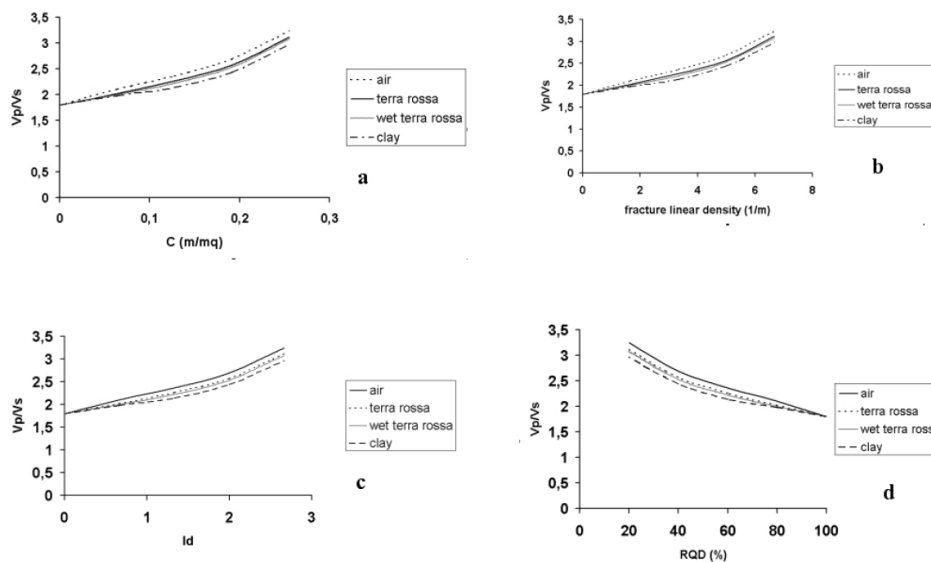 3,5
3
2,5
2
1,5
1
0,5
0
Vp/Vs
0 0,1 0,2 0,3
C (m/mq)
air
terra rossa
wet terra rossa
clay
a
3,5
3
2,5
2
1,5
1
0,5
0
Vp/Vs
0 2 4 6 8
fracture linear density (1/m)
air
terra rossa
wet terra rossa
clay
b
3,5
3
2,5
2
1,5
1
0,5
0
Vp/Vs
0 1 2 3
Id
air
terra rossa
wet terra rossa
clay
c
3,5
3
2,5
2
1,5
1
0,5
0
Vp/Vs
0 20 40 60 80 100
RQD (%)
air
terra rossa
wet terra rossa
clay
d